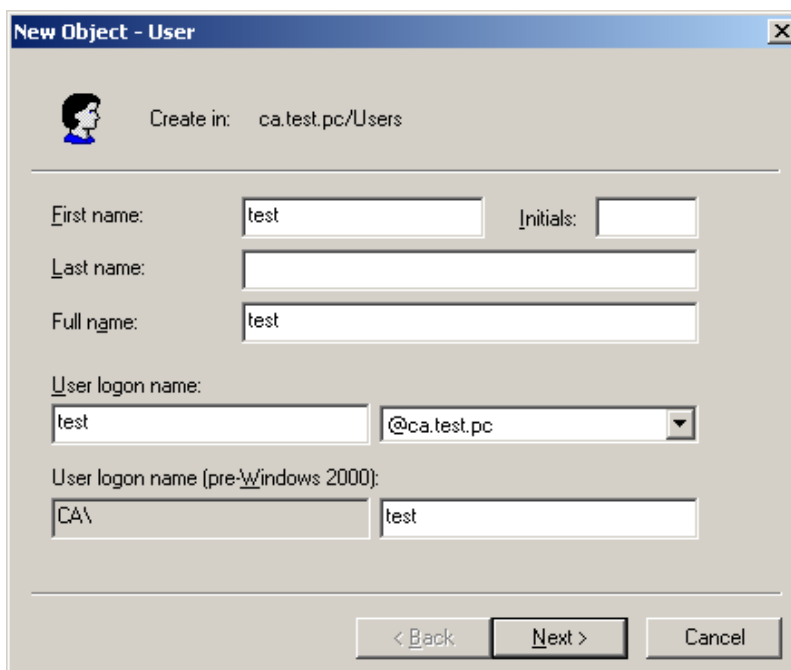 New Object - User
Create in: ca.test.pc/Users
First name: test Initials:
Last name:
Full name: test
User logon name:
test @ca.test.pc
User logon name (pre-Windows 2000):
CA\ test
< Back Next > Cancel